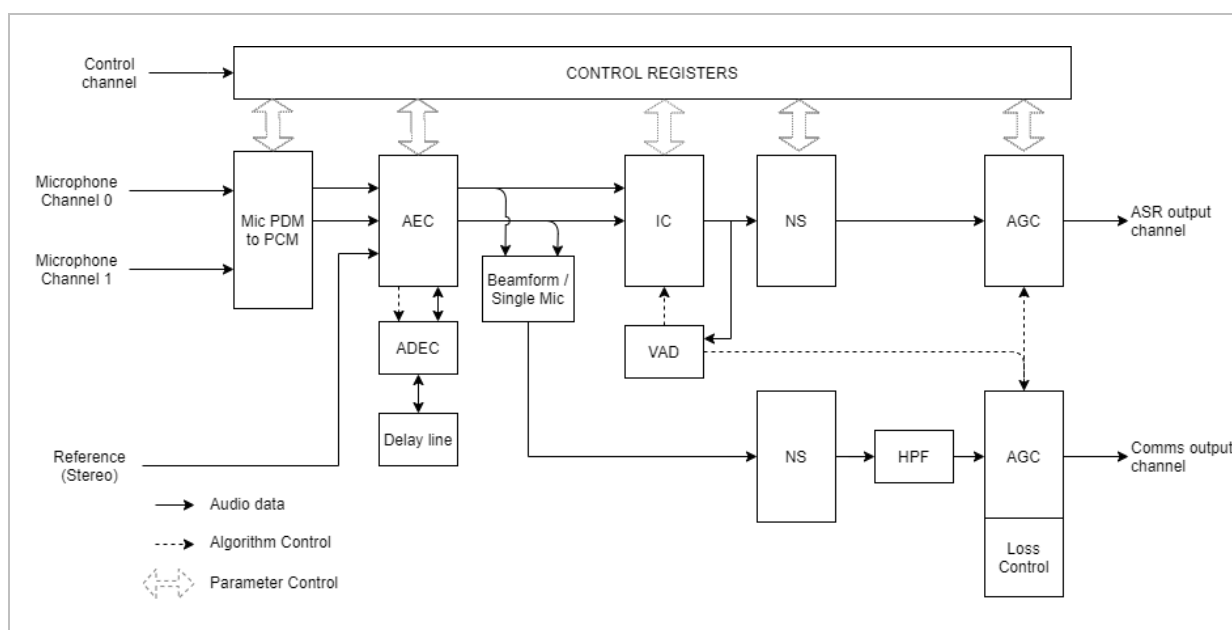 Control
channel
CONTROL REGISTERS
Microphone
Channel 0
Microphone
Channel 1
Mic PDM
to PCM
AEC
IC
NS
AGC
ASR output
channel
Beamform /
Single Mic
ADEC
VAD
Delay line
Reference
(Stereo)
NS
HPF
AGC
Comms output
channel
Loss
Control
Audio data
Algorithm Control
Parameter Control